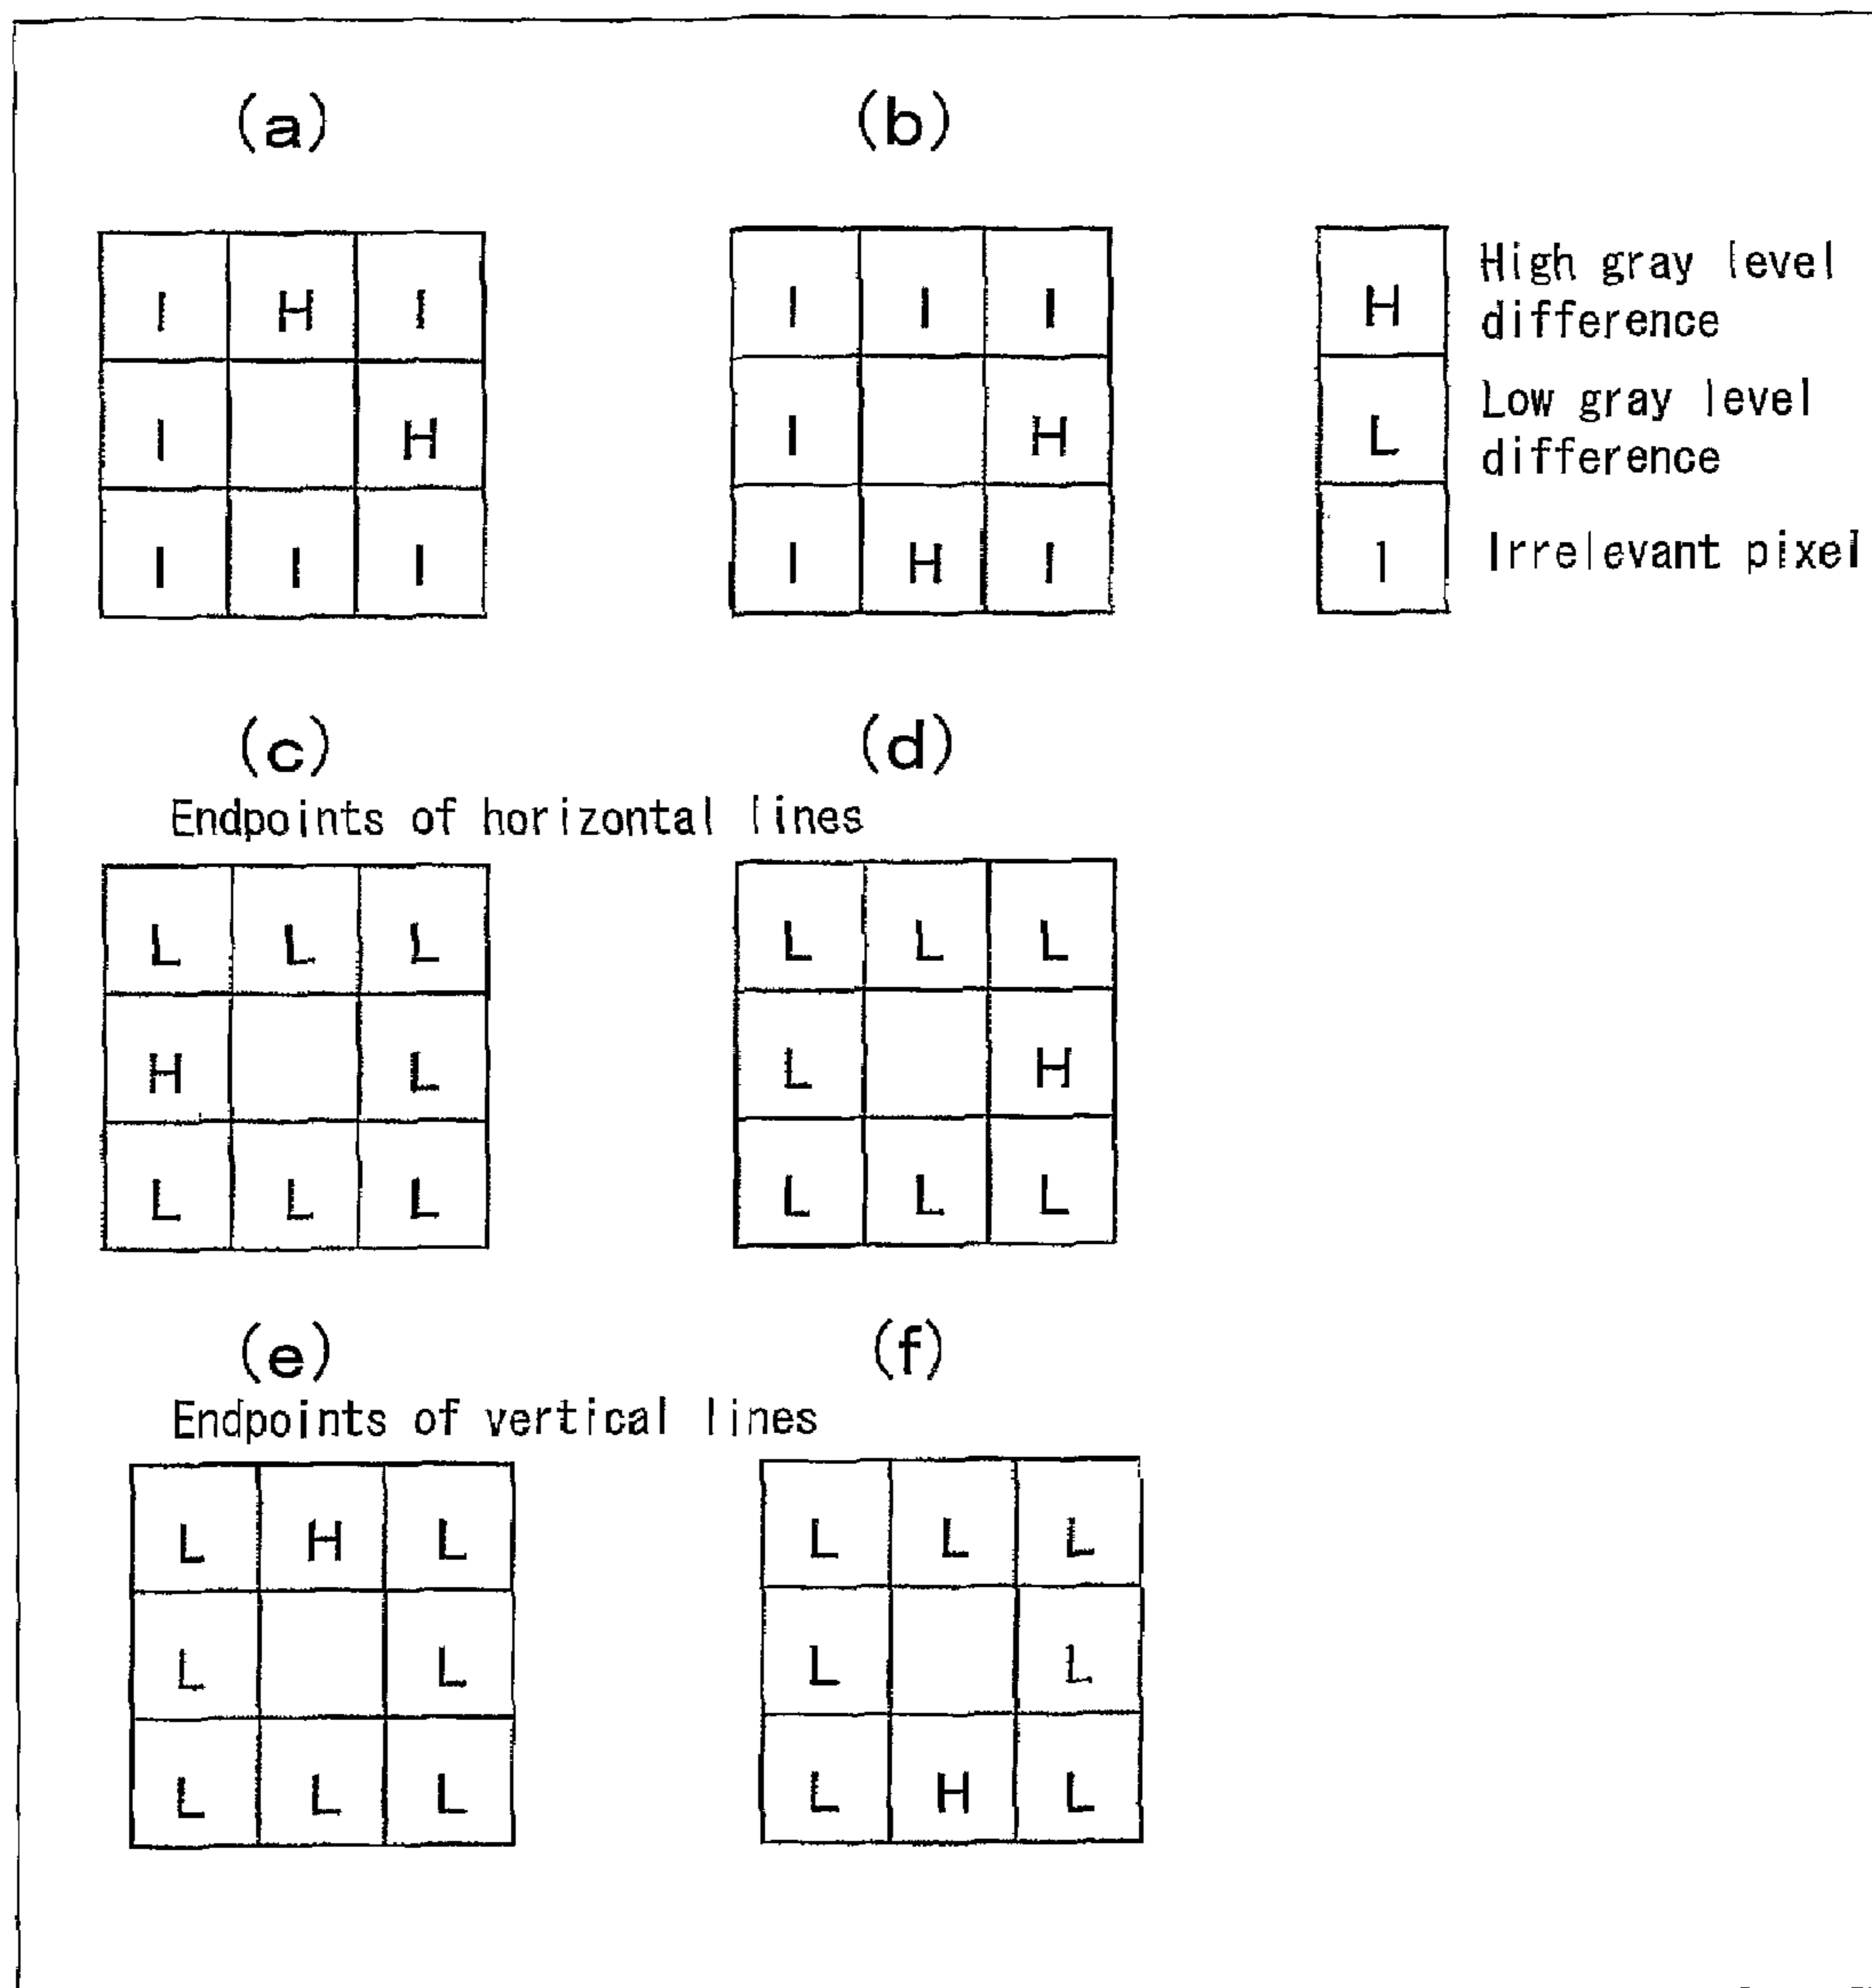 (a) (b)
I H I
I H
I I I
I I I
I H
I H I
H High gray level
difference
L Low gray level
difference
I Irrelevant pixel
(c) (d)
Endpoints of horizontal lines
L L L
H L
L L L
L L L
L H
L L L
(e) (f)
Endpoints of vertical lines
L H L
L L
L L L
L L L
L L
L H L